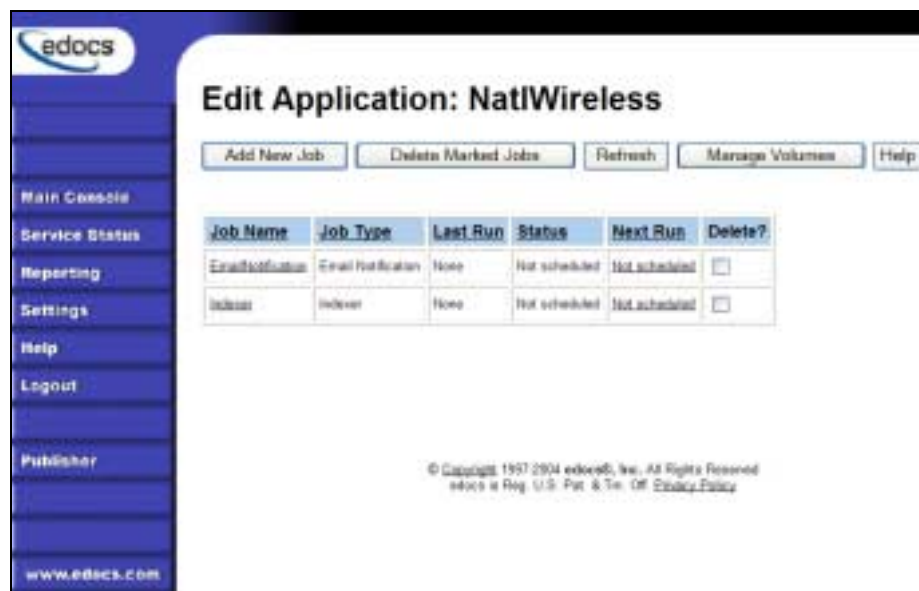 edocs
Edit Application: NatlWireless
Add New Job Delete Marked Jobs Refresh Manage Volumes Help
Main Console
Service Status
Reporting
Settings
Help
Logout
Publisher
www.edocs.com
Job Name Job Type Last Run Status Next Run Delete?
EmailNotification Email Notification None Not scheduled Not scheduled
Indexer Indexer None Not scheduled Not scheduled
© Copyright 1997-2004 edocs®, Inc. All Rights Reserved
edocs is Reg. U.S. Pat. & Tm. Off. Privacy Policy